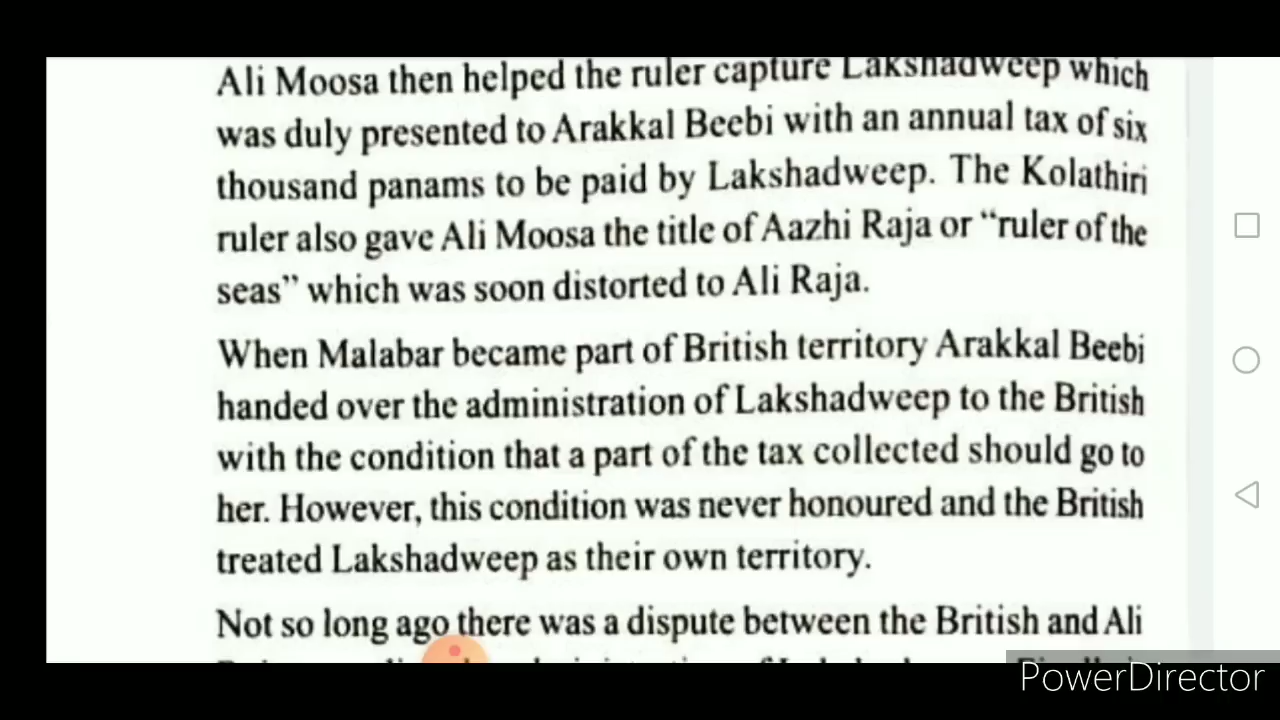 Ali Moosa then helped the ruler capture Lakshadweep which
was duly presented to Arakkal Beebi with an annual tax of six
thousand panams to be paid by Lakshadweep. The Kolathiri
ruler also gave Ali Moosa the title of Aazhi Raja or “ruler of the
seas” which was soon distorted to Ali Raja.
When Malabar became part of British territory Arakkal Beebi
handed over the administration of Lakshadweep to the British
with the condition that a part of the tax collected should go to
her. However, this condition was never honoured and the British
treated Lakshadweep as their own territory.
Not so long ago there was a dispute between the British and Ali
PowerDirector